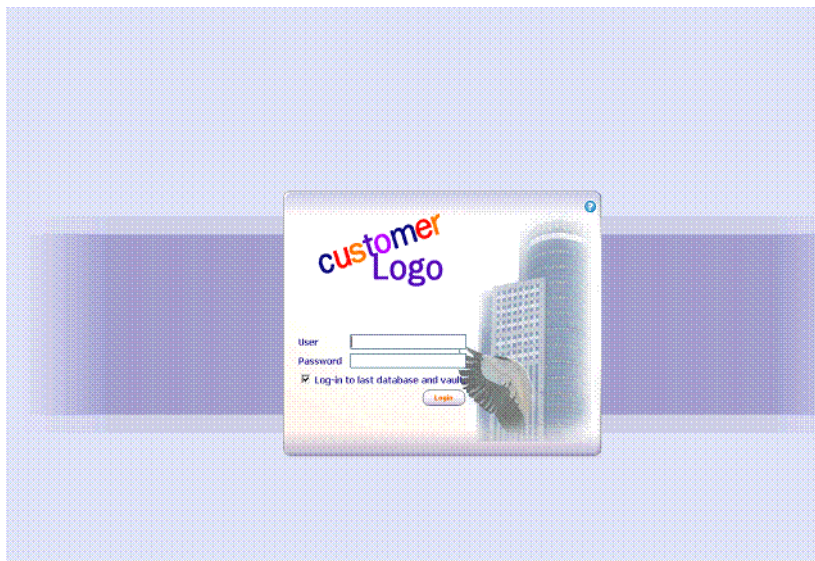 ?
customer
Logo
User
Password
Log-in to last database and vault
Login